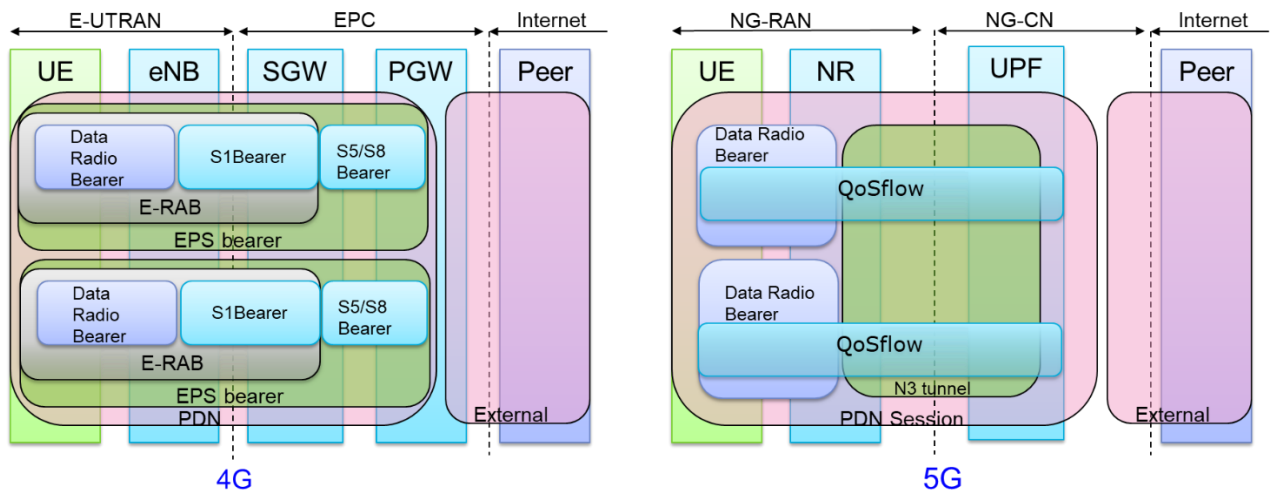 E-UTRAN
EPC
Internet
UE
eNB
SGW
PGW
Peer
Data
Radio
Bearer
S1Bearer
S5/S8
Bearer
E-RAB
EPS bearer
Data
Radio
Bearer
S1Bearer
S5/S8
Bearer
E-RAB
EPS bearer
PDN
External
4G
NG-RAN
NG-CN
Internet
UE
NR
UPF
Peer
Data Radio
Bearer
QoSflow
Data Radio
Bearer
QoSflow
N3 tunnel
PDN Session
External
5G